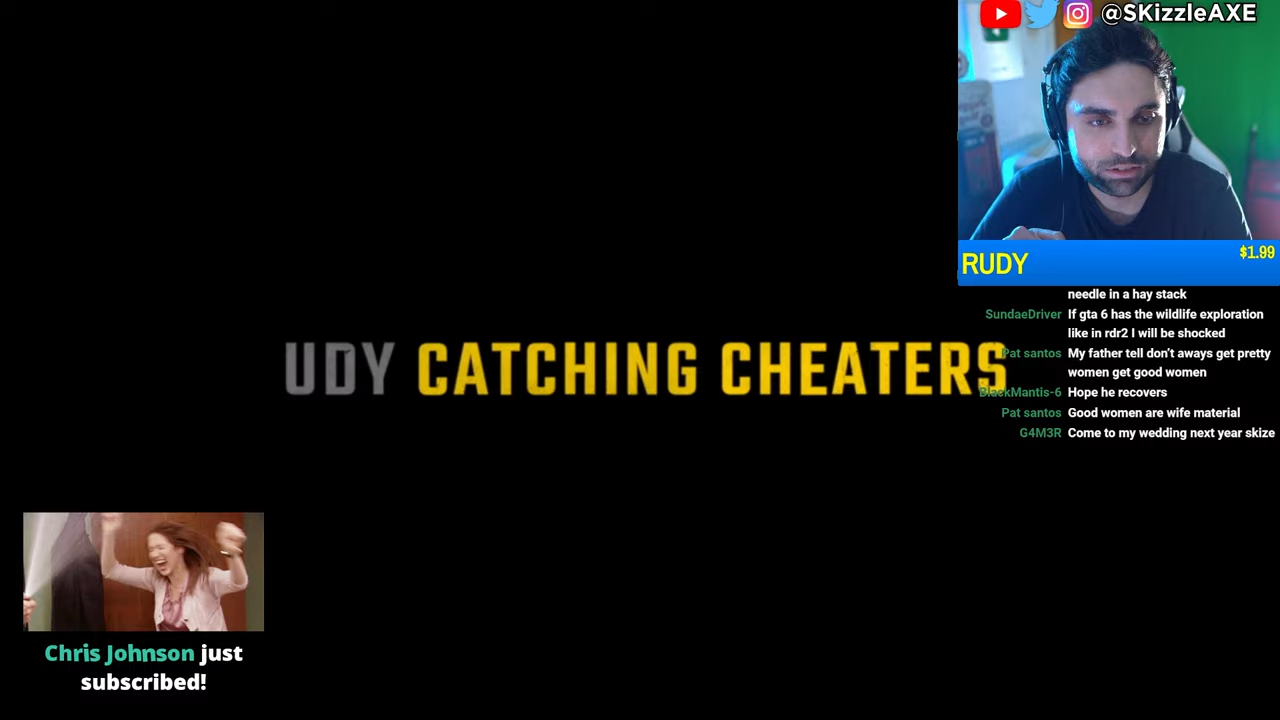 @SKizzleAXE
RUDY
$1.99
needle in a hay stack
SundaeDriver If gta 6 has the wildlife exploration
like in rdr2 I will be shocked
Pat santos My father tell don't aways get pretty
women get good women
BlackMantis-6 Hope he recovers
Pat santos Good women are wife material
G4M3R Come to my wedding next year skize
UDY CATCHING CHEATERS
Chris Johnson just
subscribed!